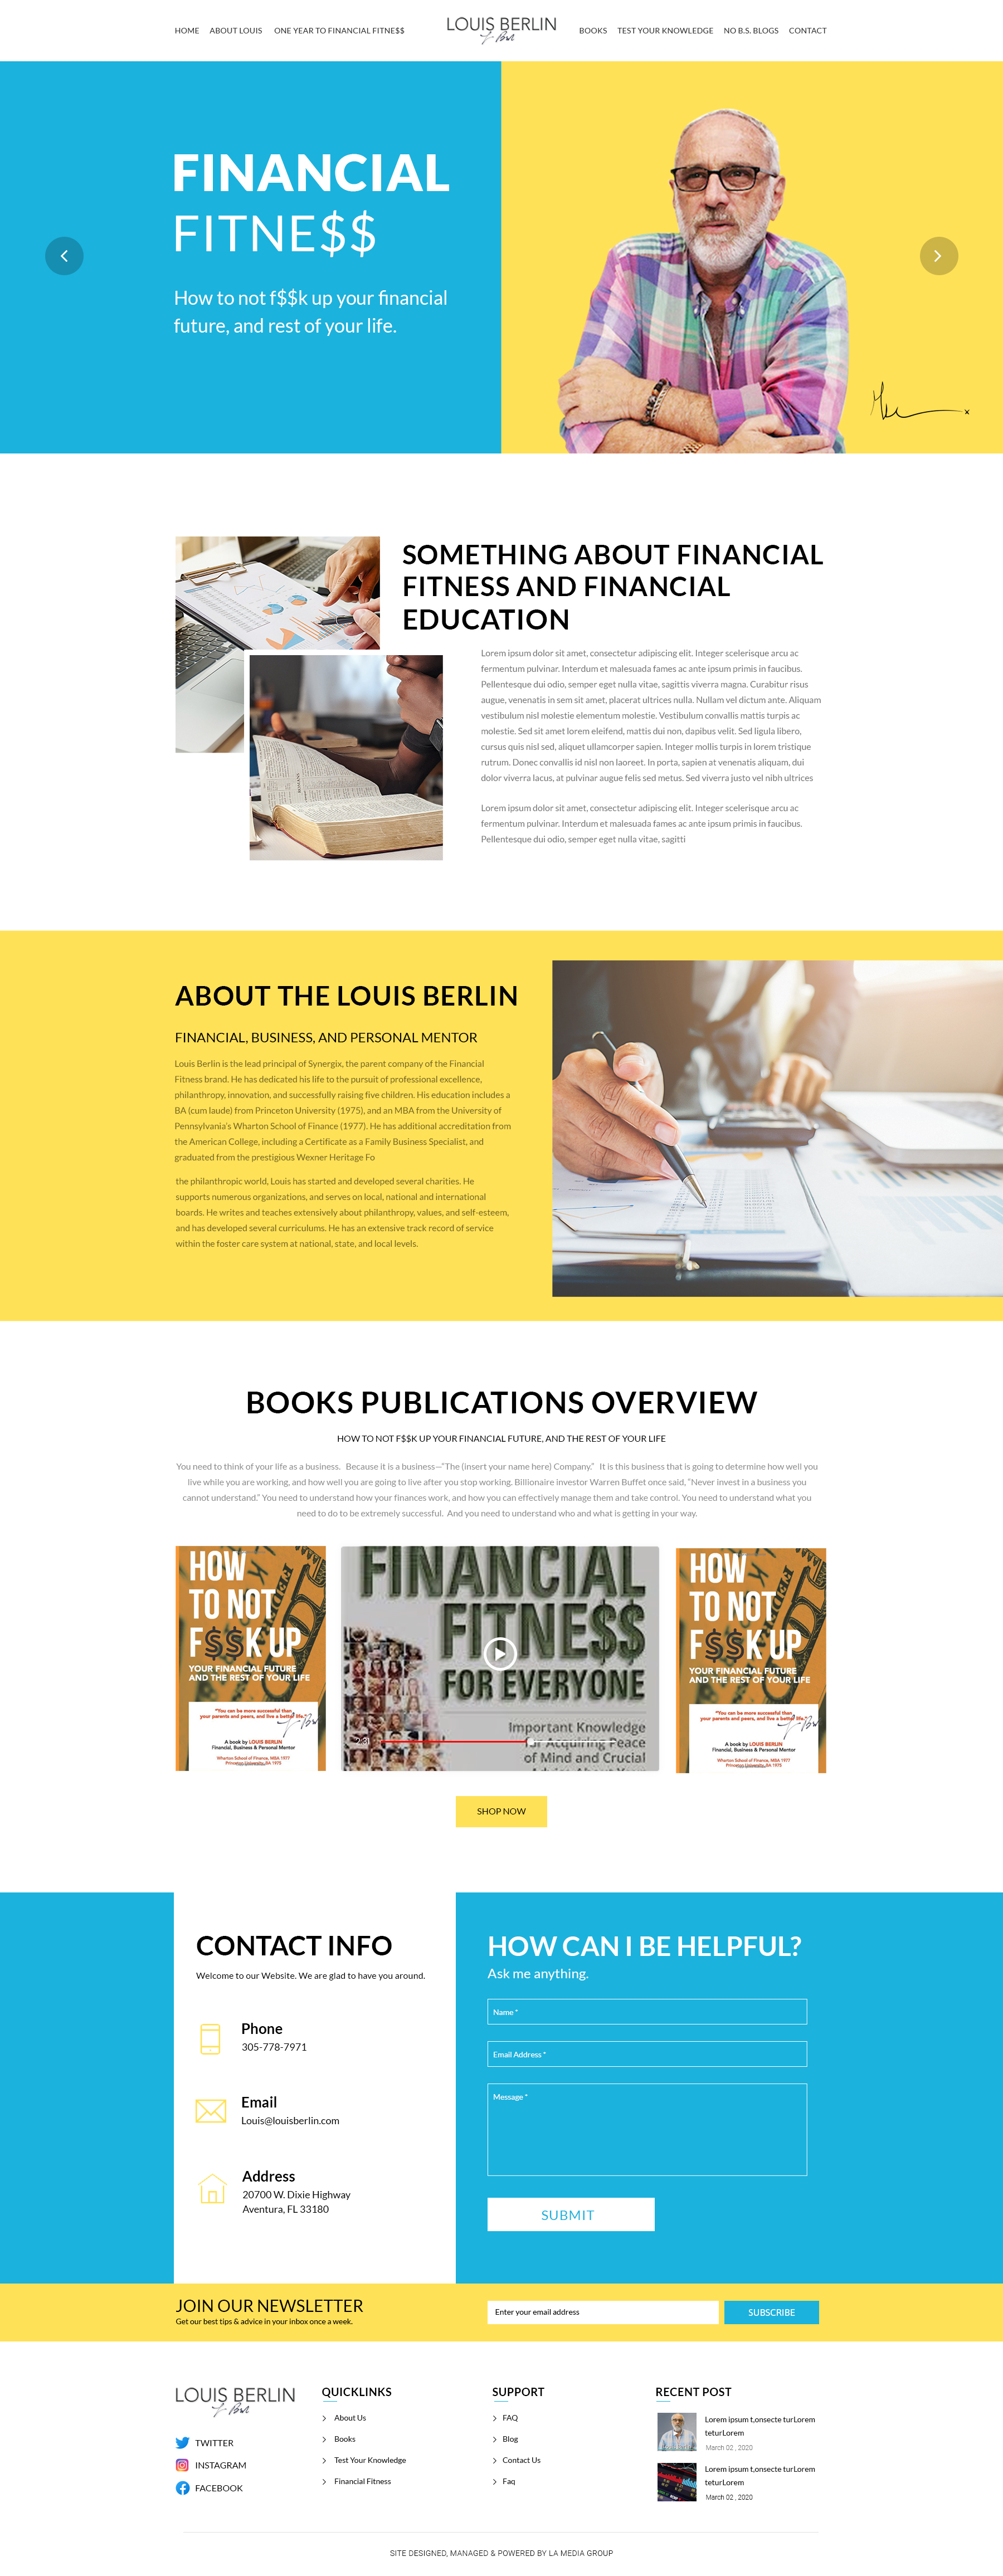 HOME ABOUT LOUIS ONE YEAR TO FINANCIAL FITNE$$ LOUIS BERLIN BOOKS TEST YOUR KNOWLEDGE NO B.S. BLOGS CONTACT
FINANCIAL
FITNE$$
How to not f$$k up your financial
future, and rest of your life.
SOMETHING ABOUT FINANCIAL
FITNESS AND FINANCIAL
EDUCATION
Lorem ipsum dolor sit amet, consectetur adipiscing elit. Integer scelerisque arcu ac
fermentum pulvinar. Interdum et malesuada fames ac ante ipsum primis in faucibus.
Pellentesque dui odio, semper eget nulla vitae, sagittis viverra magna. Curabitur risus
augue, venenatis in sem sit amet, placerat ultrices nulla. Nullam vel dictum ante. Aliquam
vestibulum nisl molestie elementum molestie. Vestibulum convallis mattis turpis ac
molestie. Sed sit amet lorem eleifend, mattis dui non, dapibus velit. Sed ligula libero,
cursus quis nisl sed, aliquet ullamcorper sapien. Integer mollis turpis in lorem tristique
rutrum. Donec convallis id nisl non laoreet. In porta, sapien at venenatis aliquam, dui
dolor viverra lacus, at pulvinar augue felis sed metus. Sed viverra justo vel nibh ultrices
Lorem ipsum dolor sit amet, consectetur adipiscing elit. Integer scelerisque arcu ac
fermentum pulvinar. Interdum et malesuada fames ac ante ipsum primis in faucibus.
Pellentesque dui odio, semper eget nulla vitae, sagitti
ABOUT THE LOUIS BERLIN
FINANCIAL, BUSINESS, AND PERSONAL MENTOR
Louis Berlin is the lead principal of Synergix, the parent company of the Financial
Fitness brand. He has dedicated his life to the pursuit of professional excellence,
philanthropy, innovation, and successfully raising five children. His education includes a
BA (cum laude) from Princeton University (1975), and an MBA from the University of
Pennsylvania's Wharton School of Finance (1977). He has additional accreditation from
the American College, including a Certificate as a Family Business Specialist, and
graduated from the prestigious Wexner Heritage Fo
the philanthropic world, Louis has started and developed several charities. He
supports numerous organizations, and serves on local, national and international
boards. He writes and teaches extensively about philanthropy, values, and self-esteem,
and has developed several curriculums. He has an extensive track record of service
within the foster care system at national, state, and local levels.
BOOKS PUBLICATIONS OVERVIEW
HOW TO NOT F$$K UP YOUR FINANCIAL FUTURE, AND THE REST OF YOUR LIFE
You need to think of your life as a business. Because it is a business—“The (insert your name here) Company.” It is this business that is going to determine how well you
live while you are working, and how well you are going to live after you stop working. Billionaire investor Warren Buffet once said, “Never invest in a business you
cannot understand.” You need to understand how your finances work, and how you can effectively manage them and take control. You need to understand what you
need to do to be extremely successful. And you need to understand who and what is getting in your way.
HOW
TO NOT
F$$K UP
YOUR FINANCIAL FUTURE
AND THE REST OF YOUR LIFE
"You can be more successful than
your parents and peers, and live a better life."
A book by LOUIS BERLIN
Financial, Business & Personal Mentor
Wharton School of Finance, MBA 1977
Princeton University, BA 1975
FINANCIAL
FITNE$$
FOR EVERYONE
Important Knowledge
for Acquiring Peace
of Mind and Crucial
HOW
TO NOT
F$$K UP
YOUR FINANCIAL FUTURE
AND THE REST OF YOUR LIFE
"You can be more successful than
your parents and peers, and live a better life."
A book by LOUIS BERLIN
Financial, Business & Personal Mentor
Wharton School of Finance, MBA 1977
Princeton University, BA 1975
SHOP NOW
CONTACT INFO
Welcome to our Website. We are glad to have you around.
Phone
305-778-7971
Email
Louis@louisberlin.com
Address
20700 W. Dixie Highway
Aventura, FL 33180
HOW CAN I BE HELPFUL?
Ask me anything.
Name *
Email Address *
Message *
SUBMIT
JOIN OUR NEWSLETTER
Get our best tips & advice in your inbox once a week.
Enter your email address
SUBSCRIBE
LOUIS BERLIN
TWITTER
INSTAGRAM
FACEBOOK
QUICKLINKS
About Us
Books
Test Your Knowledge
Financial Fitness
SUPPORT
FAQ
Blog
Contact Us
Faq
RECENT POST
Lorem ipsum t,onsecte turLorem
teturLorem
March 02 , 2020
Lorem ipsum t,onsecte turLorem
teturLorem
March 02 , 2020
SITE DESIGNED, MANAGED & POWERED BY LA MEDIA GROUP